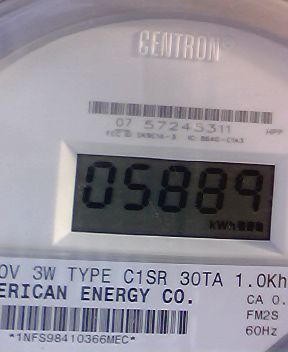 CENTRON
07 57245311
HPP
05889
KWh
0V 3W TYPE C1SR 30TA 1.0Kh
ERICAN ENERGY CO.
CA 0.
FM2S
*1NFS98410366MEC*
60Hz